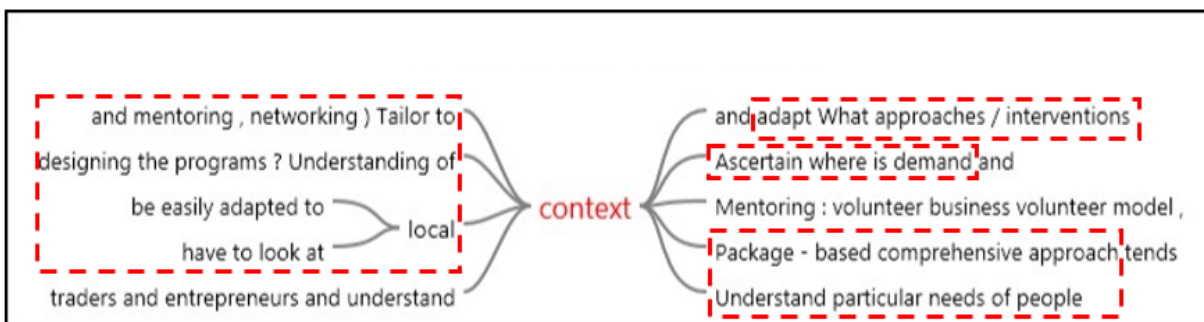 and mentoring , networking ) Tailor to
designing the programs ? Understanding of
be easily adapted to
have to look at
local
traders and entrepreneurs and understand
context
and adapt What approaches / interventions
Ascertain where is demand and
Mentoring : volunteer business volunteer model ,
Package - based comprehensive approach tends
Understand particular needs of people